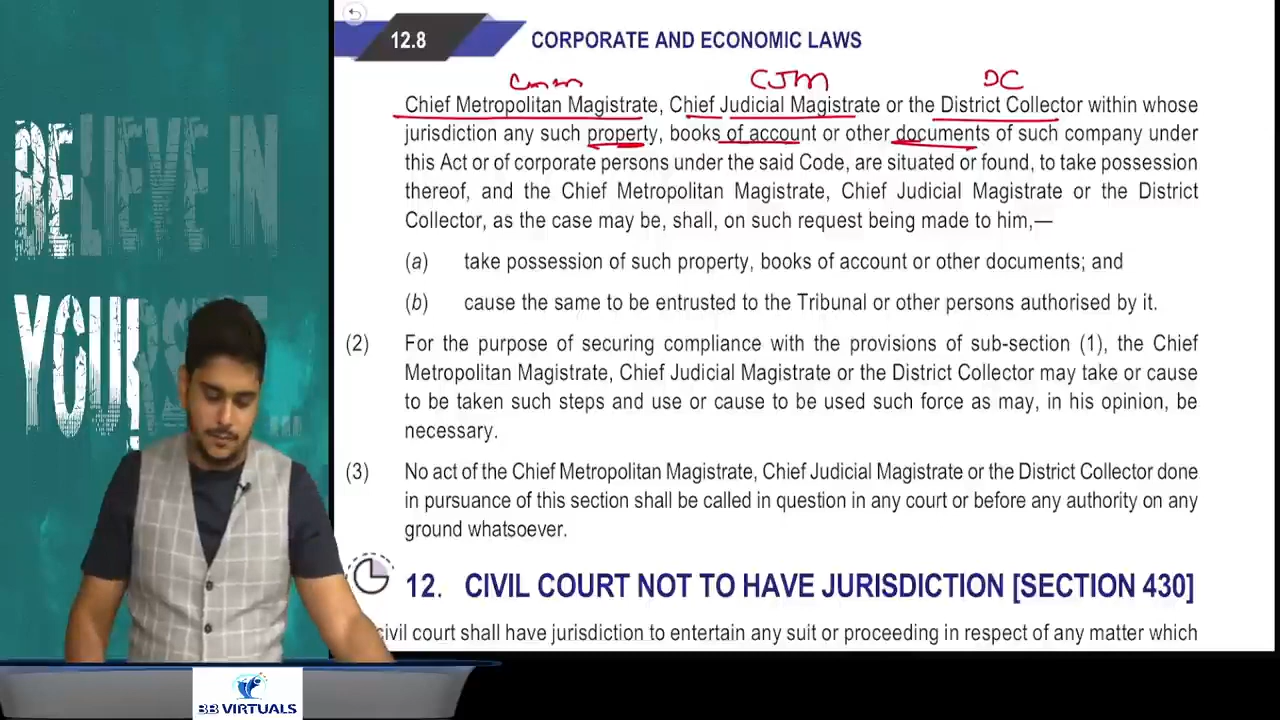 BELIEVE IN
YOURSELF...
12.8
CORPORATE AND ECONOMIC LAWS
Cmm CJM DC
Chief Metropolitan Magistrate, Chief Judicial Magistrate or the District Collector within whose
jurisdiction any such property, books of account or other documents of such company under
this Act or of corporate persons under the said Code, are situated or found, to take possession
thereof, and the Chief Metropolitan Magistrate, Chief Judicial Magistrate or the District
Collector, as the case may be, shall, on such request being made to him,—
(a) take possession of such property, books of account or other documents; and
(b) cause the same to be entrusted to the Tribunal or other persons authorised by it.
(2) For the purpose of securing compliance with the provisions of sub-section (1), the Chief
Metropolitan Magistrate, Chief Judicial Magistrate or the District Collector may take or cause
to be taken such steps and use or cause to be used such force as may, in his opinion, be
necessary.
(3) No act of the Chief Metropolitan Magistrate, Chief Judicial Magistrate or the District Collector done
in pursuance of this section shall be called in question in any court or before any authority on any
ground whatsoever.
12. CIVIL COURT NOT TO HAVE JURISDICTION [SECTION 430]
civil court shall have jurisdiction to entertain any suit or proceeding in respect of any matter which
BB VIRTUALS